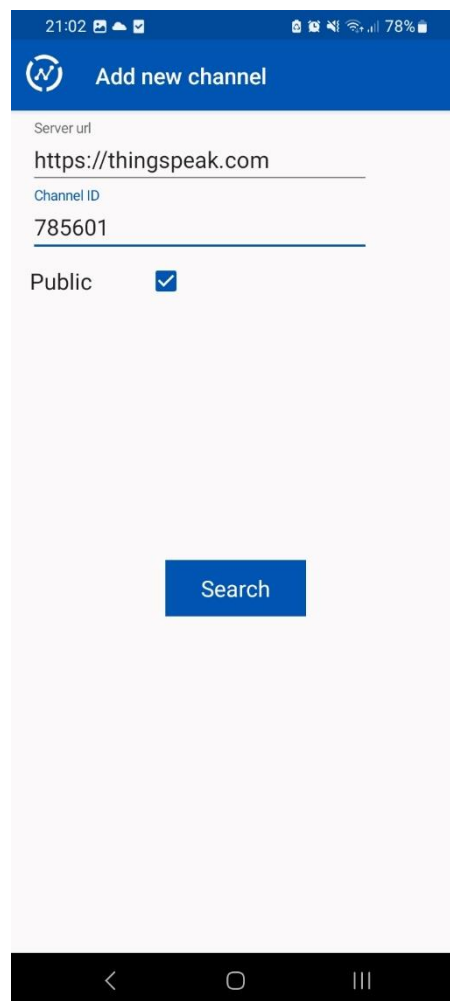 21:02 78%
Add new channel
Server url
https://thingspeak.com
Channel ID
785601
Public
Search